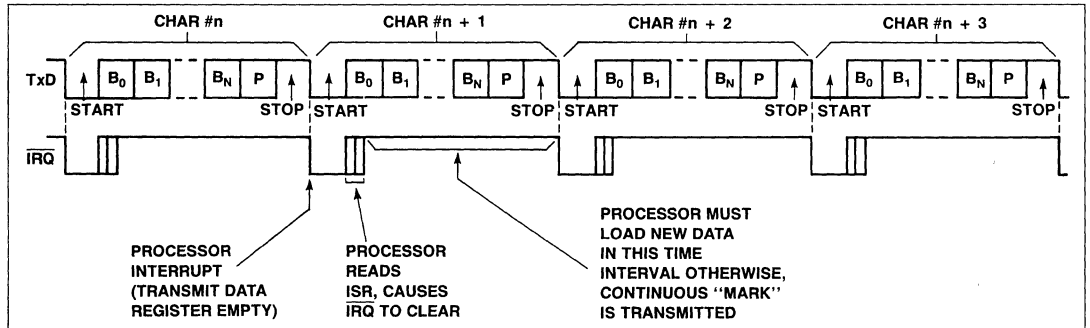 CHAR #n CHAR #n + 1 CHAR #n + 2 CHAR #n + 3
TxD B0 B1 BN P B0 B1 BN P B0 B1 BN P B0 B1 BN P
START STOP START STOP START STOP START STOP
IRQ
PROCESSOR
INTERRUPT
(TRANSMIT DATA
REGISTER EMPTY)
PROCESSOR
READS
ISR, CAUSES
IRQ TO CLEAR
PROCESSOR MUST
LOAD NEW DATA
IN THIS TIME
INTERVAL OTHERWISE,
CONTINUOUS "MARK"
IS TRANSMITTED